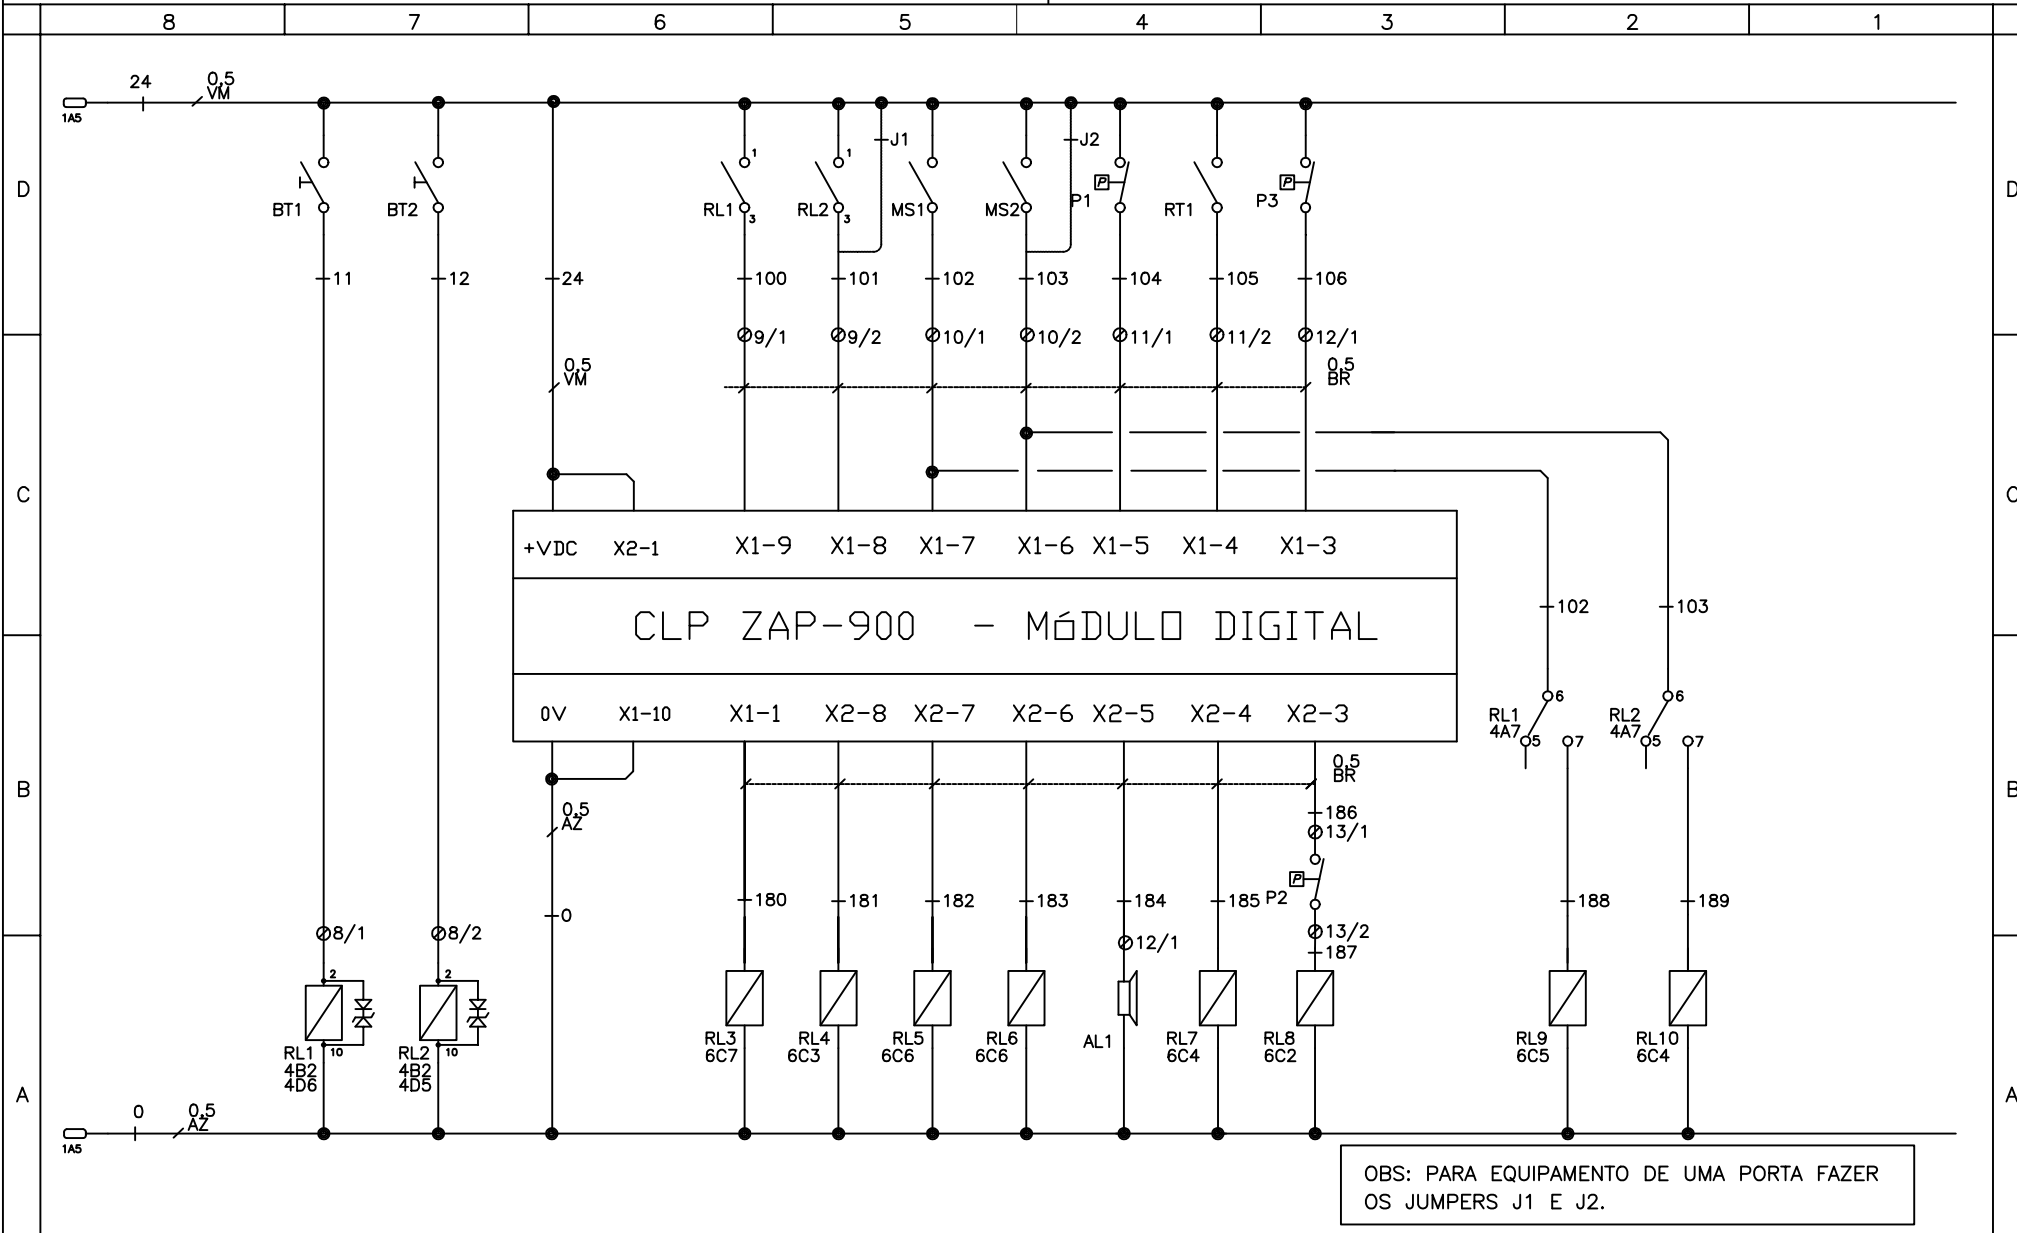 8 7 6 5 4 3 2 1
24
0,5
VM
1A5
J1
J2
1
1
D
D
BT1
BT2
RL1
3
RL2
3
MS1
MS2
P
P1
RT1
P
P3
11
12
24
100
101
102
103
104
105
106
9/1
9/2
10/1
10/2
11/1
11/2
12/1
0,5
VM
0,5
BR
C
C
+VDC X2-1 X1-9 X1-8 X1-7 X1-6 X1-5 X1-4 X1-3
CLP ZAP-900 - MóDULO DIGITAL
102
103
0V X1-10 X1-1 X2-8 X2-7 X2-6 X2-5 X2-4 X2-3
6
6
RL1
4A7
5
7
RL2
4A7
5
7
B
B
0,5
AZ
0,5
BR
186
13/1
P
P2
0
180
181
182
183
184
185
188
189
8/1
8/2
12/1
13/2
187
2
2
10
10
RL1
4B2
4D6
RL2
4B2
4D5
RL3
6C7
RL4
6C3
RL5
6C6
RL6
6C6
AL1
RL7
6C4
RL8
6C2
RL9
6C5
RL10
6C4
A
A
0
0,5
AZ
1A5
OBS: PARA EQUIPAMENTO DE UMA PORTA FAZER
OS JUMPERS J1 E J2.